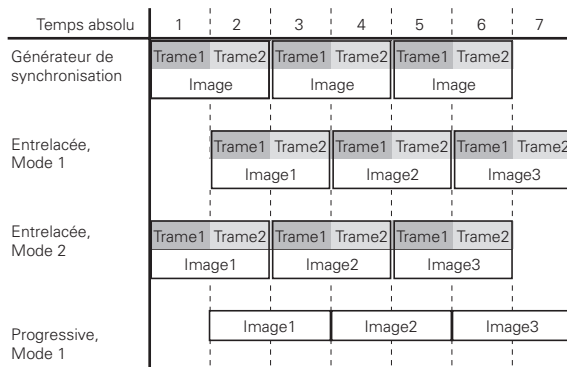 Temps absolu 1 2 3 4 5 6 7
Générateur de synchronisation
Trame1 Trame2 Trame1 Trame2 Trame1 Trame2
Image Image Image
Entrelacée, Mode 1
Trame1 Trame2 Trame1 Trame2 Trame1 Trame2
Image1 Image2 Image3
Entrelacée, Mode 2
Trame1 Trame2 Trame1 Trame2 Trame1 Trame2
Image1 Image2 Image3
Progressive, Mode 1
Image1 Image2 Image3